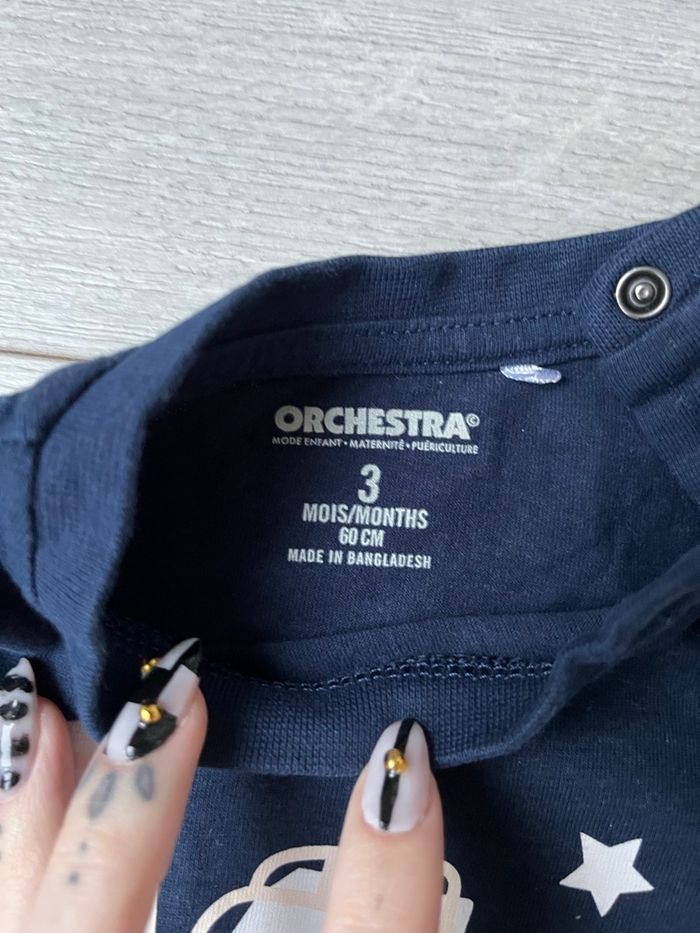 ORCHESTRA©
MODE ENFANT • MATERNITÉ • PUÉRICULTURE
3
MOIS/MONTHS
60 CM
MADE IN BANGLADESH